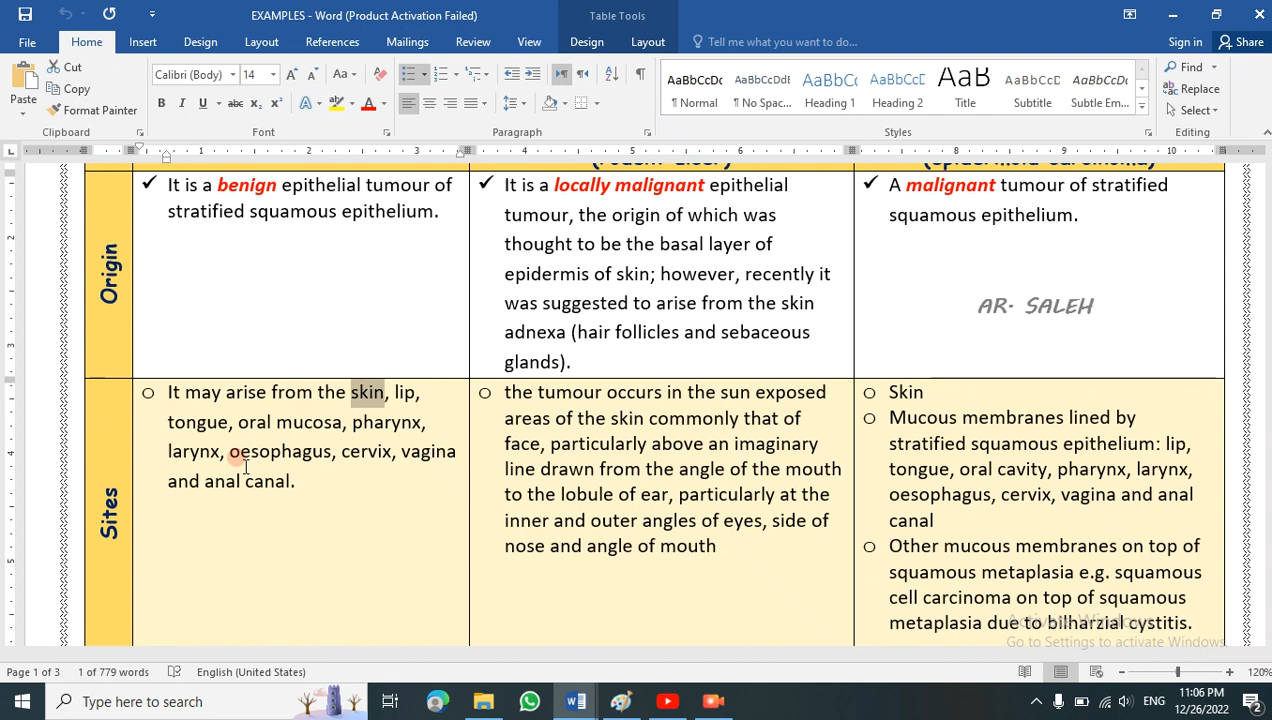 EXAMPLES - Word (Product Activation Failed)
Table Tools
File Home Insert Design Layout References Mailings Review View Design Layout Tell me what you want to do... Sign in Share
Paste
Cut
Copy
Format Painter
Clipboard
Calibri (Body) 14
Font
Paragraph
AaBbCcDc AaBbCcDdE AaBbCc AaBbCcD AaB AaBbCcDd AaBbCcDd
¶ Normal ¶ No Spac... Heading 1 Heading 2 Title Subtitle Subtle Em...
Styles
Find
Replace
Select
Editing
Origin
It is a benign epithelial tumour of
stratified squamous epithelium.
It is a locally malignant epithelial
tumour, the origin of which was
thought to be the basal layer of
epidermis of skin; however, recently it
was suggested to arise from the skin
adnexa (hair follicles and sebaceous
glands).
A malignant tumour of stratified
squamous epithelium.
AR. SALEH
Sites
It may arise from the skin, lip,
tongue, oral mucosa, pharynx,
larynx, oesophagus, cervix, vagina
and anal canal.
the tumour occurs in the sun exposed
areas of the skin commonly that of
face, particularly above an imaginary
line drawn from the angle of the mouth
to the lobule of ear, particularly at the
inner and outer angles of eyes, side of
nose and angle of mouth
Skin
Mucous membranes lined by
stratified squamous epithelium: lip,
tongue, oral cavity, pharynx, larynx,
oesophagus, cervix, vagina and anal
canal
Other mucous membranes on top of
squamous metaplasia e.g. squamous
cell carcinoma on top of squamous
metaplasia due to bilharzial cystitis.
Activate Windows
Go to Settings to activate Windows.
Page 1 of 3 1 of 779 words English (United States) 120%
Type here to search
ENG
11:06 PM
12/26/2022
2